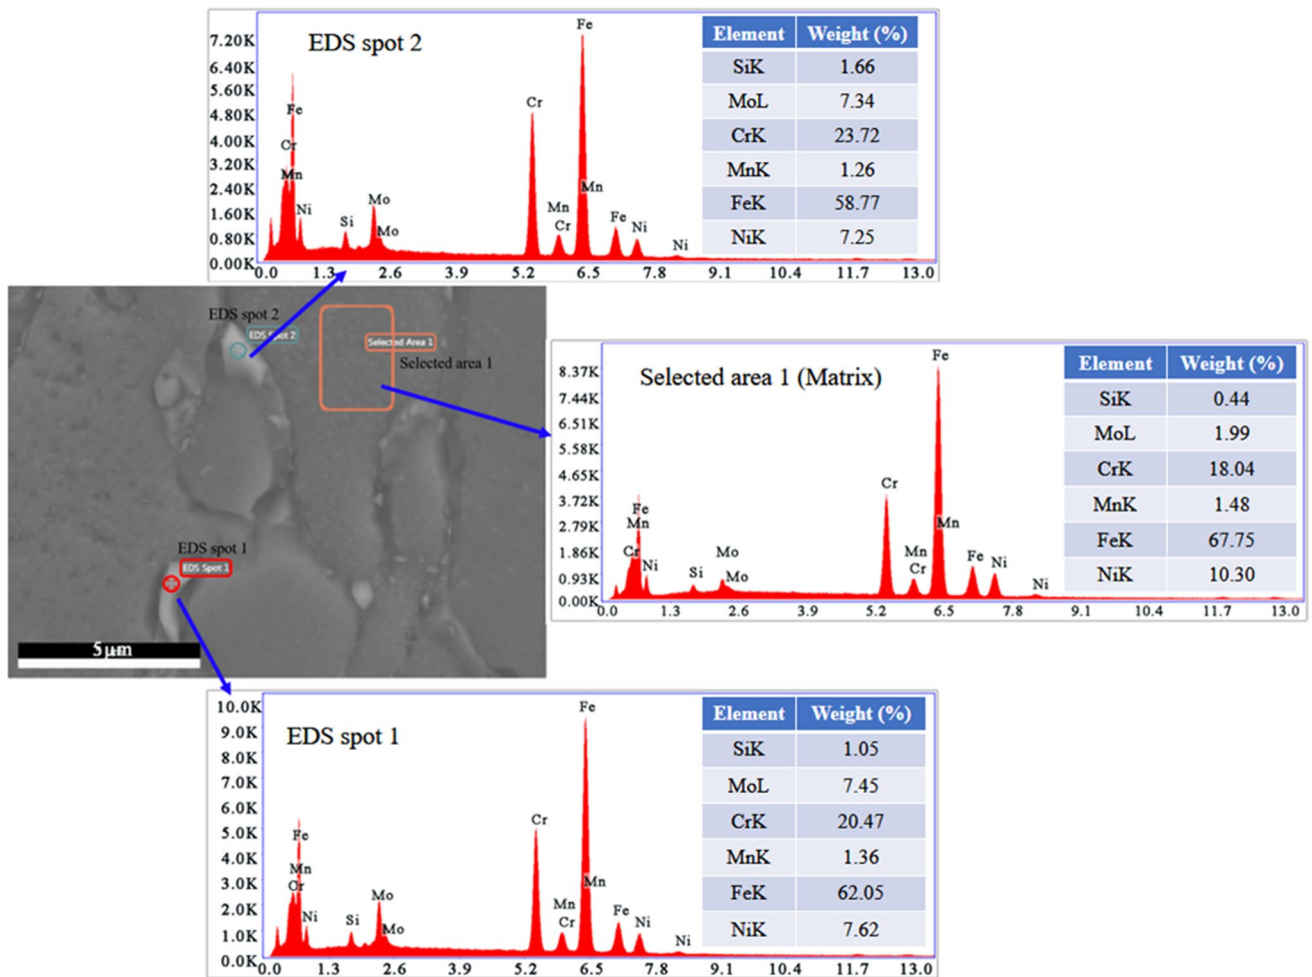 EDS spot 2
7.20K
6.40K
5.60K
4.80K
4.00K
3.20K
2.40K
1.60K
0.80K
0.00K
Fe
Cr
Mn
Ni
Si
Mo
Mo
Cr
Mn
Cr
Fe
Mn
Fe
Ni
Ni
0.0 1.3 2.6 3.9 5.2 6.5 7.8 9.1 10.4 11.7 13.0
Element Weight (%)
SiK 1.66
MoL 7.34
CrK 23.72
MnK 1.26
FeK 58.77
NiK 7.25
EDS spot 2
EDS Spot 2
Selected Area 1
Selected area 1
EDS spot 1
EDS Spot 1
5 µm
Selected area 1 (Matrix)
8.37K
7.44K
6.51K
5.58K
4.65K
3.72K
2.79K
1.86K
0.93K
0.00K
Fe
Mn
Cr
Ni
Si
Mo
Mo
Cr
Mn
Cr
Fe
Mn
Fe
Ni
Ni
0.0 1.3 2.6 3.9 5.2 6.5 7.8 9.1 10.4 11.7 13.0
Element Weight (%)
SiK 0.44
MoL 1.99
CrK 18.04
MnK 1.48
FeK 67.75
NiK 10.30
EDS spot 1
10.0K
9.0K
8.0K
7.0K
6.0K
5.0K
4.0K
3.0K
2.0K
1.0K
0.0K
Fe
Mn
Cr
Ni
Si
Mo
Mo
Cr
Mn
Cr
Fe
Mn
Fe
Ni
Ni
0.0 1.3 2.6 3.9 5.2 6.5 7.8 9.1 10.4 11.7 13.0
Element Weight (%)
SiK 1.05
MoL 7.45
CrK 20.47
MnK 1.36
FeK 62.05
NiK 7.62